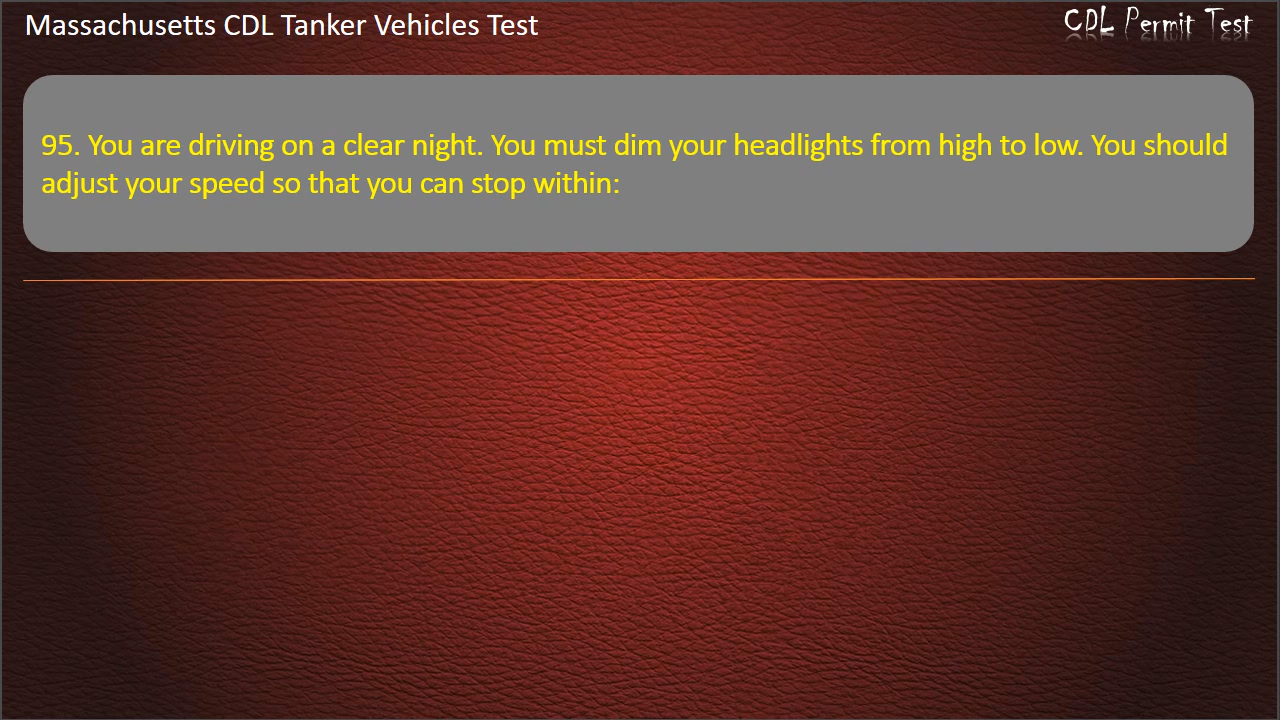 Massachusetts CDL Tanker Vehicles Test
CDL Permit Test
95. You are driving on a clear night. You must dim your headlights from high to low. You should
adjust your speed so that you can stop within: